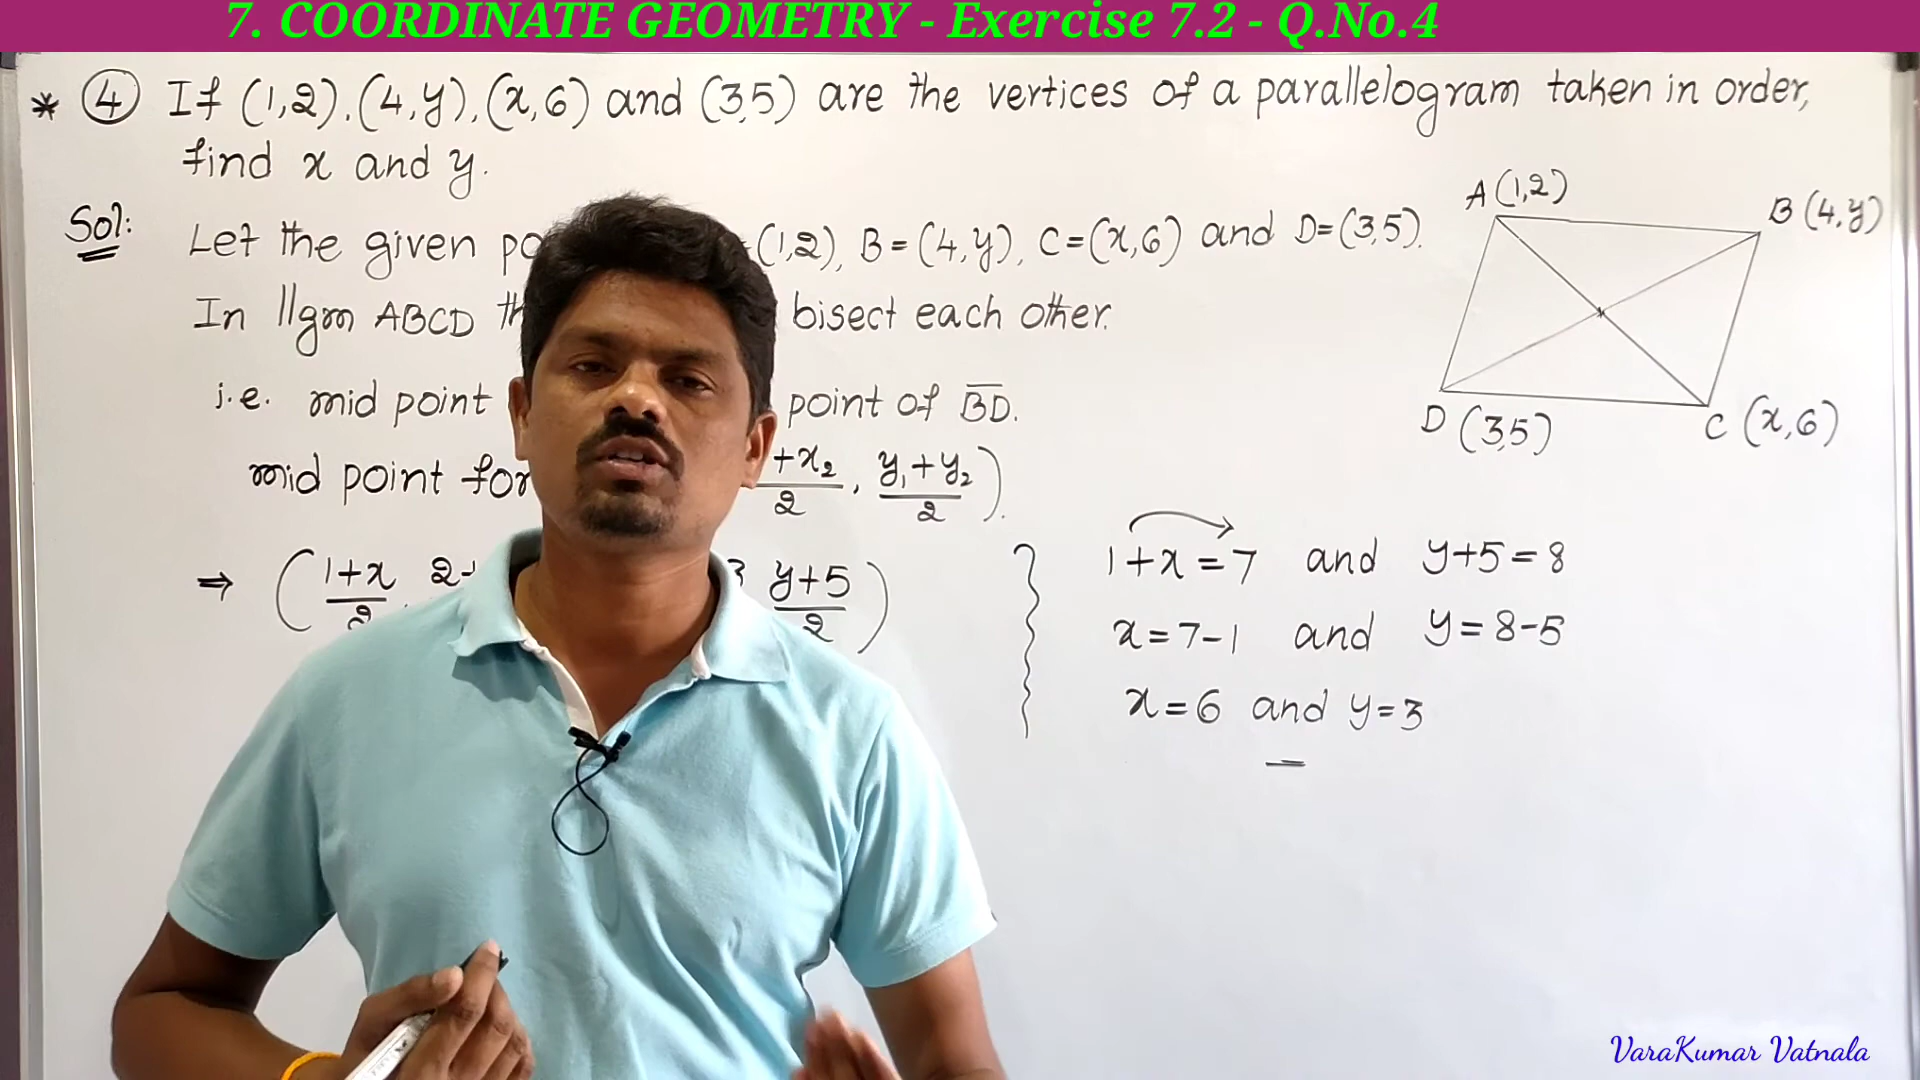 7. COORDINATE GEOMETRY - Exercise 7.2 - Q.No.4
* 4 If (1,2), (4,y), (x,6) and (3,5) are the vertices of a parallelogram taken in order,
find x and y.
Sol: Let the given (1,2), B=(4,y), C=(x,6) and D=(3,5).
In ||gm ABCD bisect each other.
i.e. mid point point of BD.
mid point +x₂/2, y₁+y₂/2).
⇒ (1+x/2, y+5/2)
1+x=7 and y+5=8
x=7-1 and y=8-5
x=6 and y=3
A(1,2)
B(4,y)
D(3,5)
C(x,6)
VaraKumar Vatnala